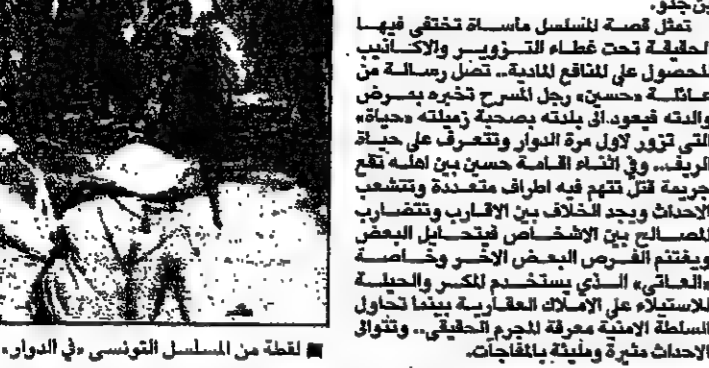 بن جدو.
تمثل قصة المسلسل مأساة تختفي فيها
الحقيقة تحت غطاء التزوير والاكاذيب
للحصول على المنافع المادية.. تصل رسالة من
عائلة «حسين» رجل المسرح تخبره بمرض
والدته فيعود الى بلدته بصحبة زميلته «حياة»
التي تزور لاول مرة الدوار وتتعرف على حياة
الريف.. وفي اثناء اقامة حسين بين اهله تقع
جريمة قتل تتهم فيه اطراف متعددة وتتشعب
الاحداث ويجد الخلاف بين الاقارب وتتضارب
المصالح بين الاشخاص فيتحايل البعض
ويغتنم الفرص البعض الاخر وخاصة
«العاتي» الذي يستخدم المكر والحيلة
للاستيلاء على الاملاك العقارية بينما تحاول
السلطة الامنية معرفة المجرم الحقيقي.. وتتوالى
الاحداث مثيرة ومليئة بالمفاجآت.
لقطة من المسلسل التونسي «في الدوار»